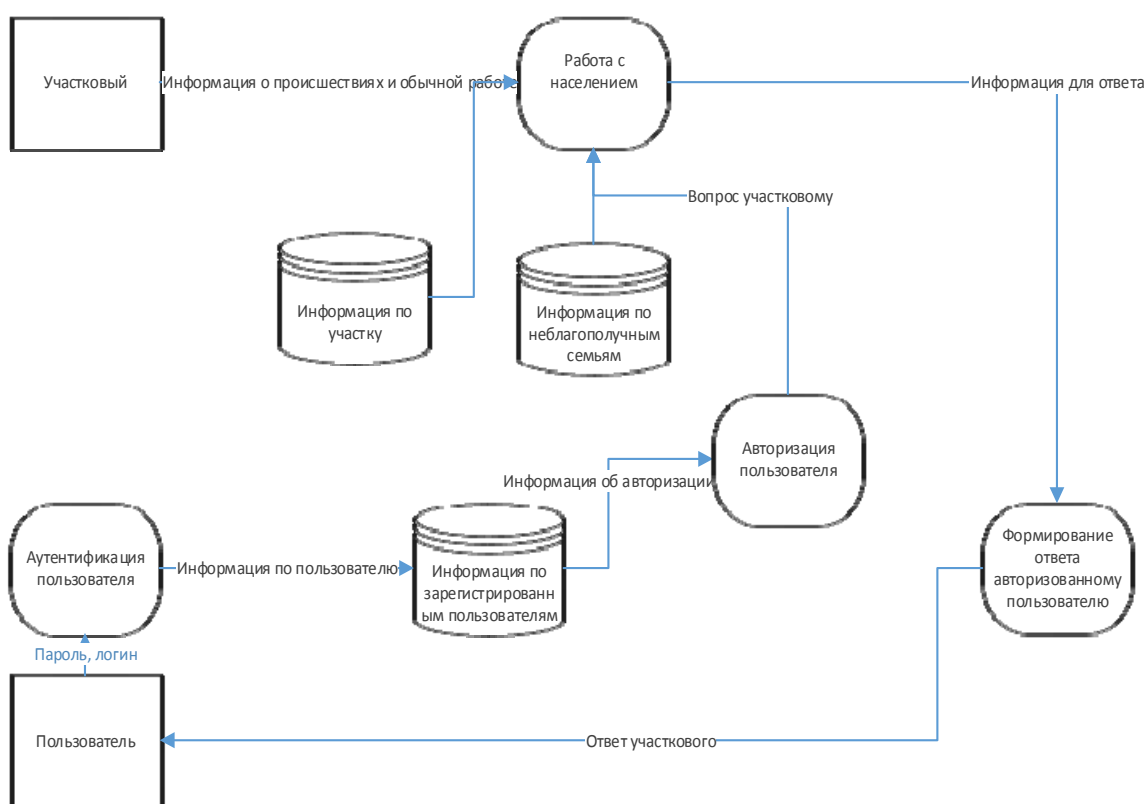 Участковый
Информация о происшествиях и обычной работе
Работа с
населением
Информация для ответа
Вопрос участковому
Информация по
участку
Информация по
неблагополучным
семьям
Авторизация
пользователя
Информация об авторизации
Аутентификация
пользователя
Информация по пользователю
Информация по
зарегистрированн
ым пользователям
Формирование
ответа
авторизованному
пользователю
Пароль, логин
Пользователь
Ответ участкового